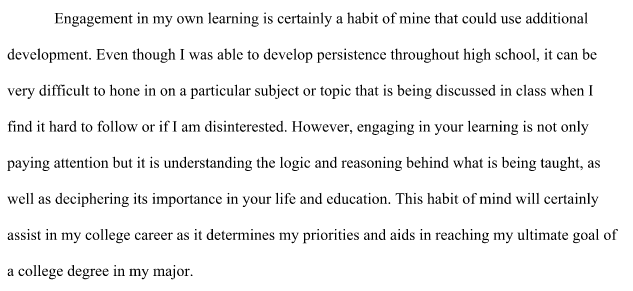 Engagement in my own learning is certainly a habit of mine that could use additional
development. Even though I was able to develop persistence throughout high school, it can be
very difficult to hone in on a particular subject or topic that is being discussed in class when I
find it hard to follow or if I am disinterested. However, engaging in your learning is not only
paying attention but it is understanding the logic and reasoning behind what is being taught, as
well as deciphering its importance in your life and education. This habit of mind will certainly
assist in my college career as it determines my priorities and aids in reaching my ultimate goal of
a college degree in my major.